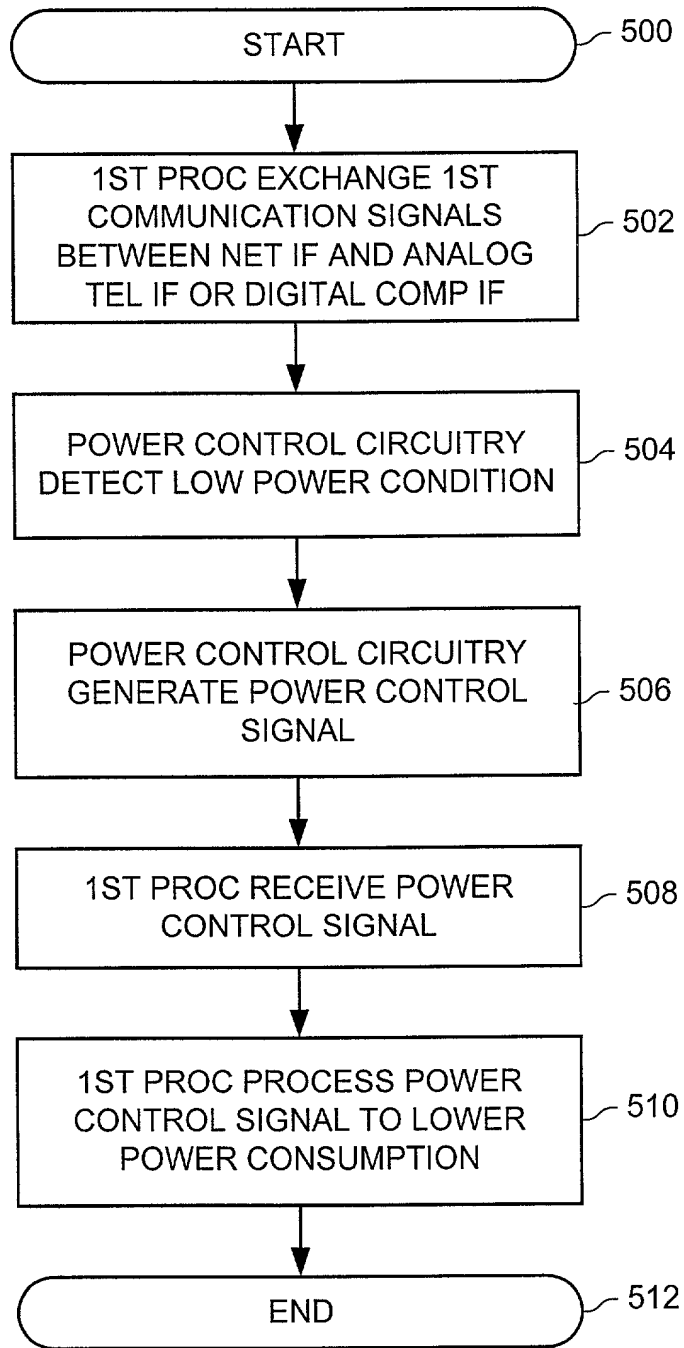 START
500
1ST PROC EXCHANGE 1ST
COMMUNICATION SIGNALS
BETWEEN NET IF AND ANALOG
TEL IF OR DIGITAL COMP IF
502
POWER CONTROL CIRCUITRY
DETECT LOW POWER CONDITION
504
POWER CONTROL CIRCUITRY
GENERATE POWER CONTROL
SIGNAL
506
1ST PROC RECEIVE POWER
CONTROL SIGNAL
508
1ST PROC PROCESS POWER
CONTROL SIGNAL TO LOWER
POWER CONSUMPTION
510
END
512